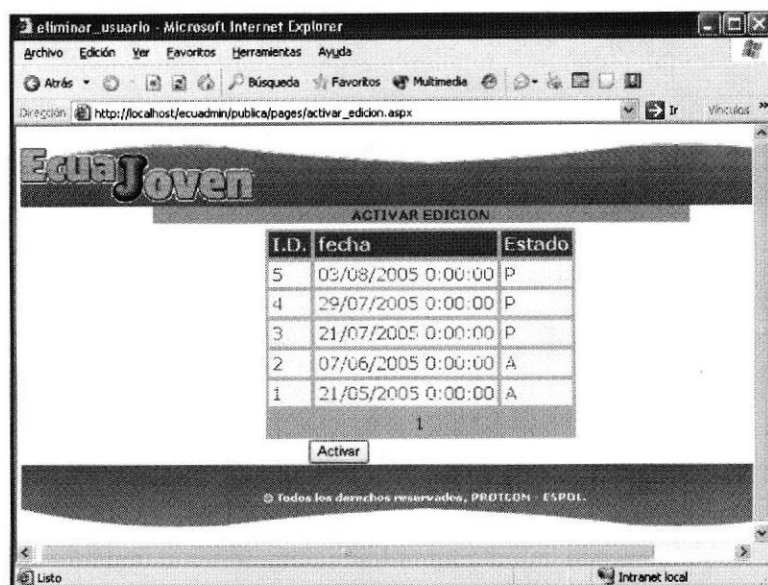 eliminar_usuario - Microsoft Internet Explorer
Archivo Edición Ver Favoritos Herramientas Ayuda
Atrás Búsqueda Favoritos Multimedia
Dirección http://localhost/ecuadmin/publica/pages/activar_edicion.aspx Ir Vínculos »
Ecua Joven
ACTIVAR EDICION
I.D. fecha Estado
5 03/08/2005 0:00:00 P
4 29/07/2005 0:00:00 P
3 21/07/2005 0:00:00 P
2 07/06/2005 0:00:00 A
1 21/05/2005 0:00:00 A
1
Activar
© Todos los derechos reservados, PROTCOM - ESPOL.
Listo Intranet local